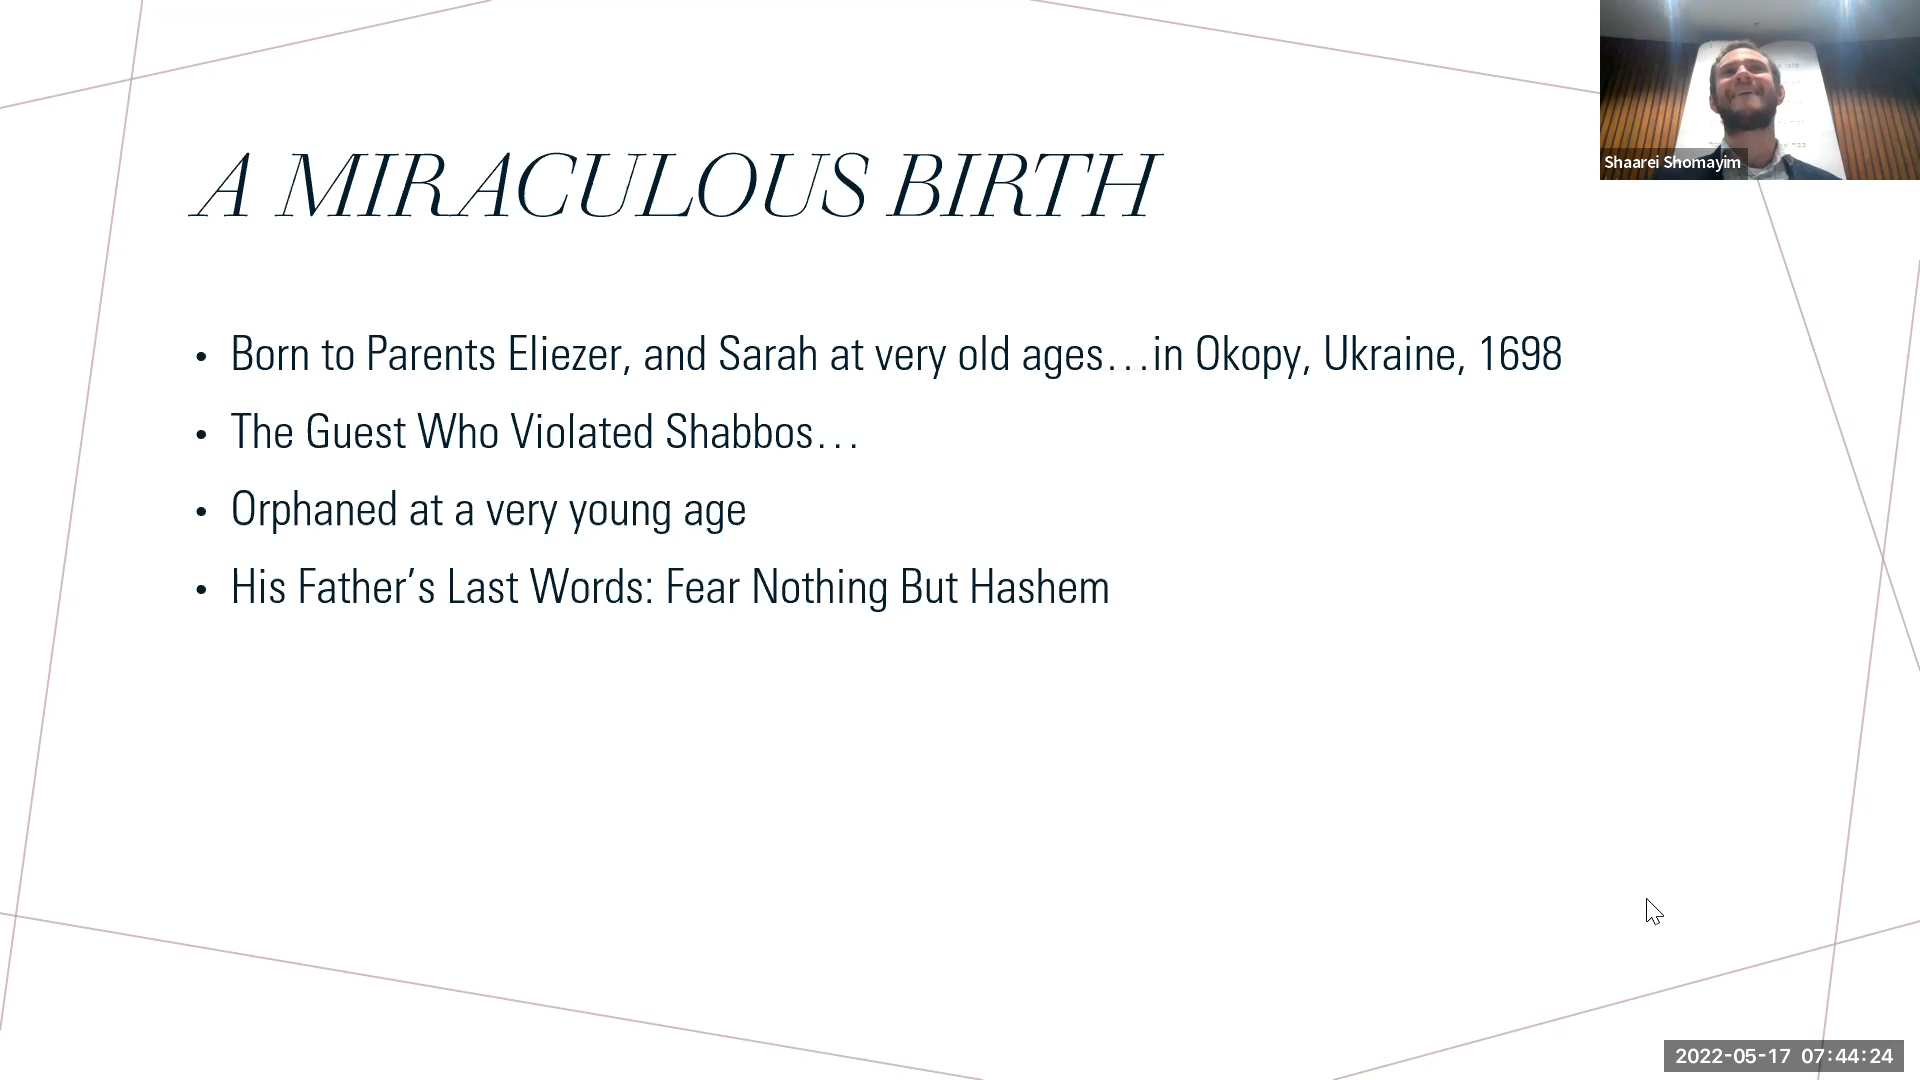 A MIRACULOUS BIRTH
• Born to Parents Eliezer, and Sarah at very old ages…in Okopy, Ukraine, 1698
• The Guest Who Violated Shabbos…
• Orphaned at a very young age
• His Father’s Last Words: Fear Nothing But Hashem
Shaarei Shomayim
2022-05-17 07:44:24